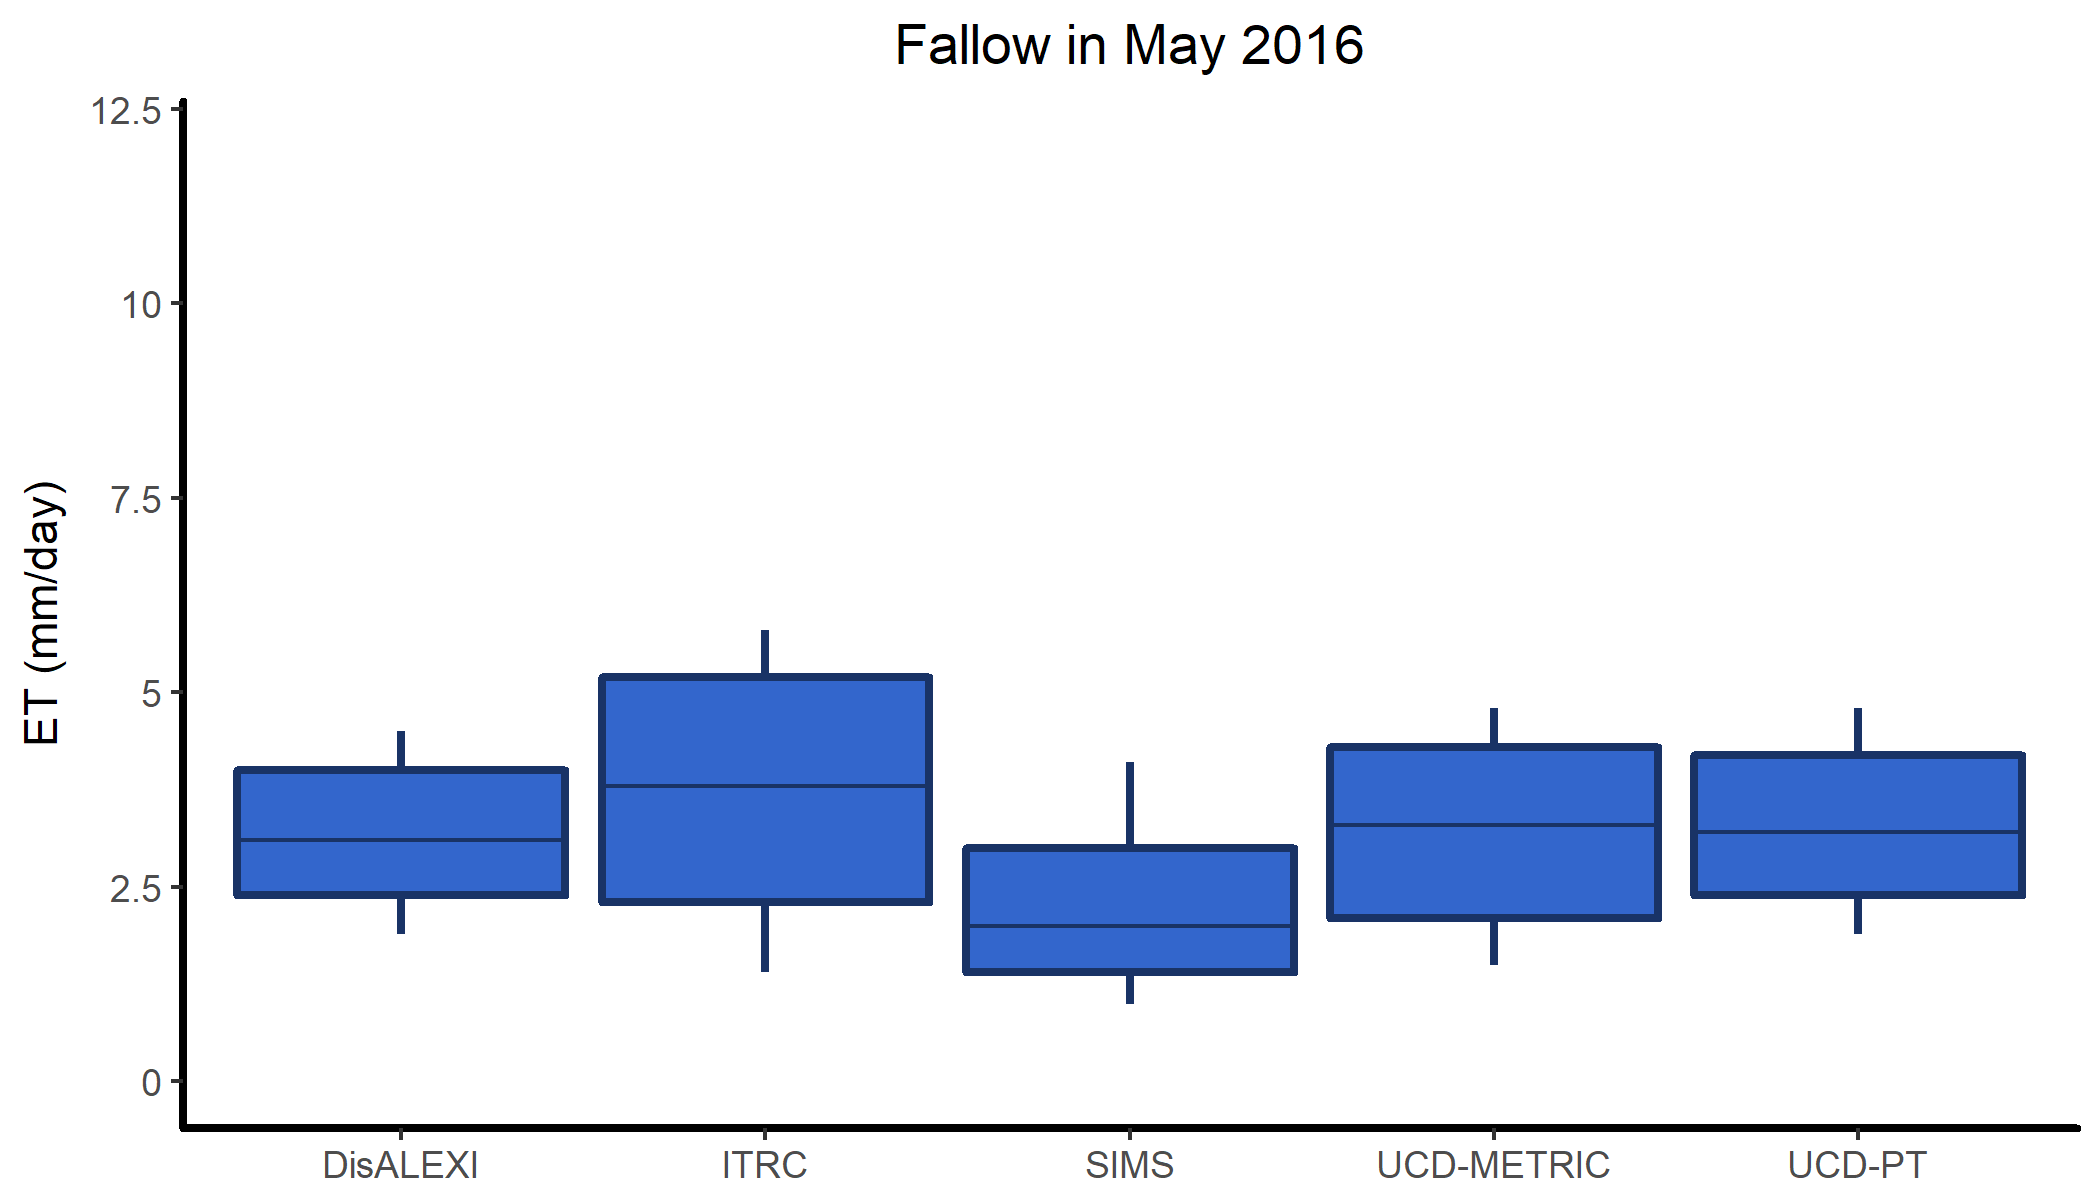 Fallow in May 2016
ET (mm/day)
12.5
10
7.5
5
2.5
0
DisALEXI ITRC SIMS UCD-METRIC UCD-PT